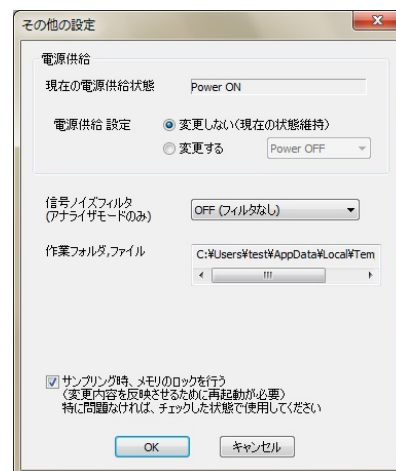 その他の設定
電源供給
現在の電源供給状態
Power ON
電源供給 設定
変更しない(現在の状態維持)
変更する
Power OFF
信号ノイズフィルタ
(アナライザモードのみ)
OFF (フィルタなし)
作業フォルダ,ファイル
C:¥Users¥test¥AppData¥Local¥Tem
サンプリング時、メモリのロックを行う
(変更内容を反映させるために再起動が必要)
特に問題なければ、チェックした状態で使用してください
OK
キャンセル